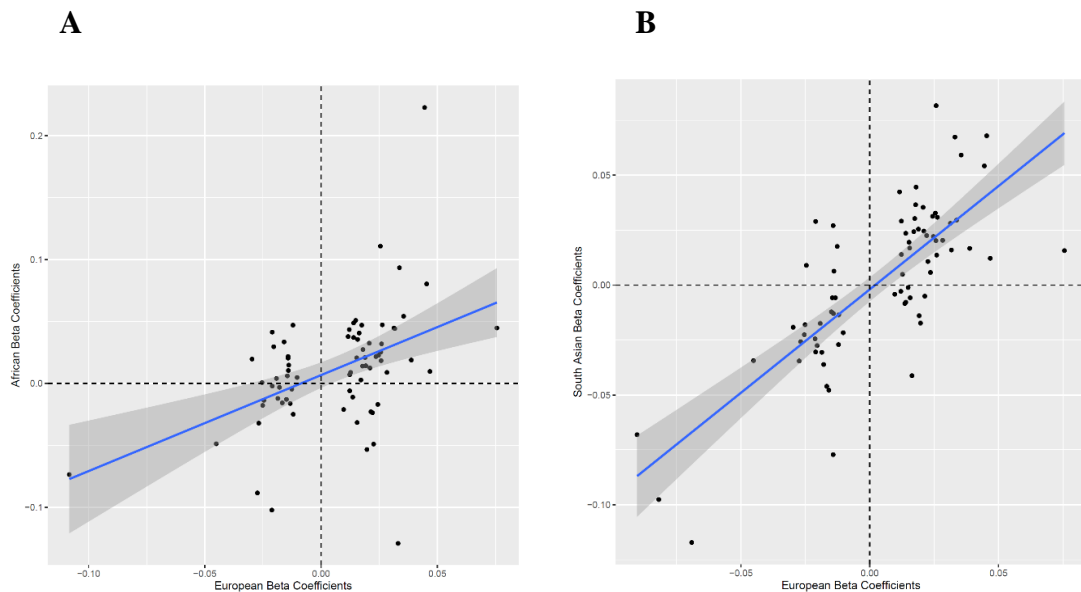 A
B
African Beta Coefficients
0.2
0.1
0.0
−0.1
−0.10
−0.05
0.00
0.05
European Beta Coefficients
South Asian Beta Coefficients
0.05
0.00
−0.05
−0.10
−0.05
0.00
0.05
European Beta Coefficients